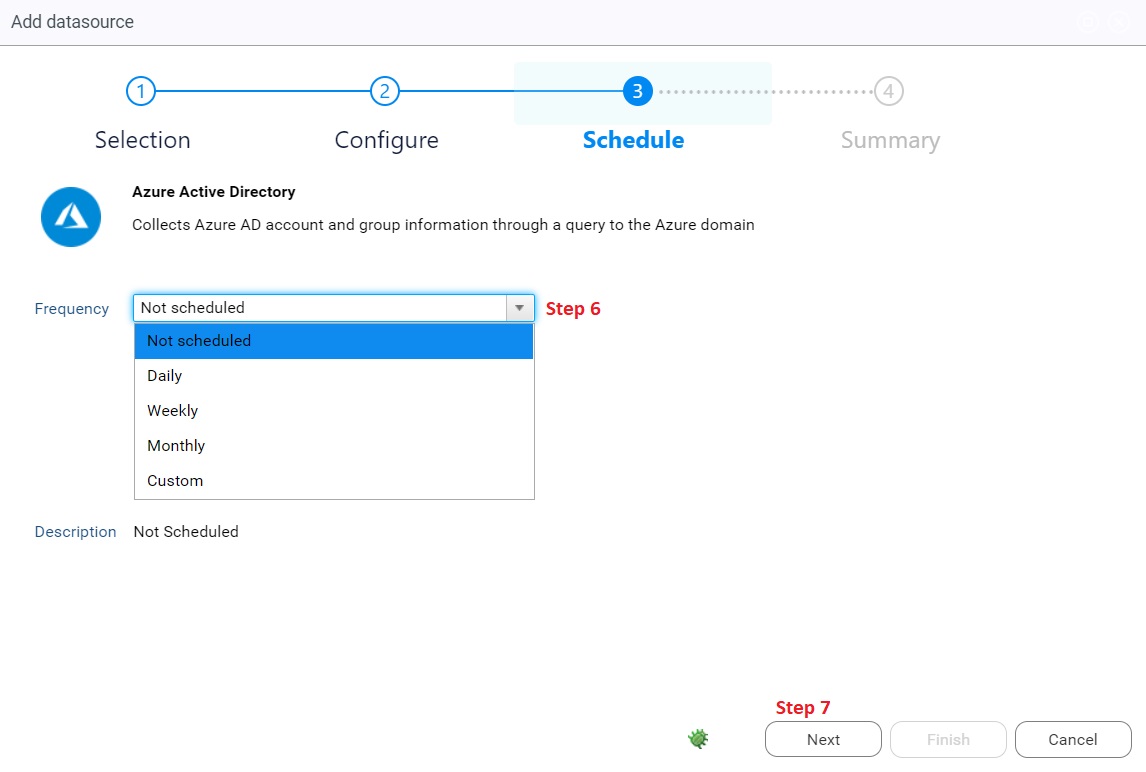 Add datasource
1
2
3
4
Selection
Configure
Schedule
Summary
Azure Active Directory
Collects Azure AD account and group information through a query to the Azure domain
Frequency
Not scheduled
Step 6
Not scheduled
Daily
Weekly
Monthly
Custom
Description
Not Scheduled
Step 7
Next
Finish
Cancel